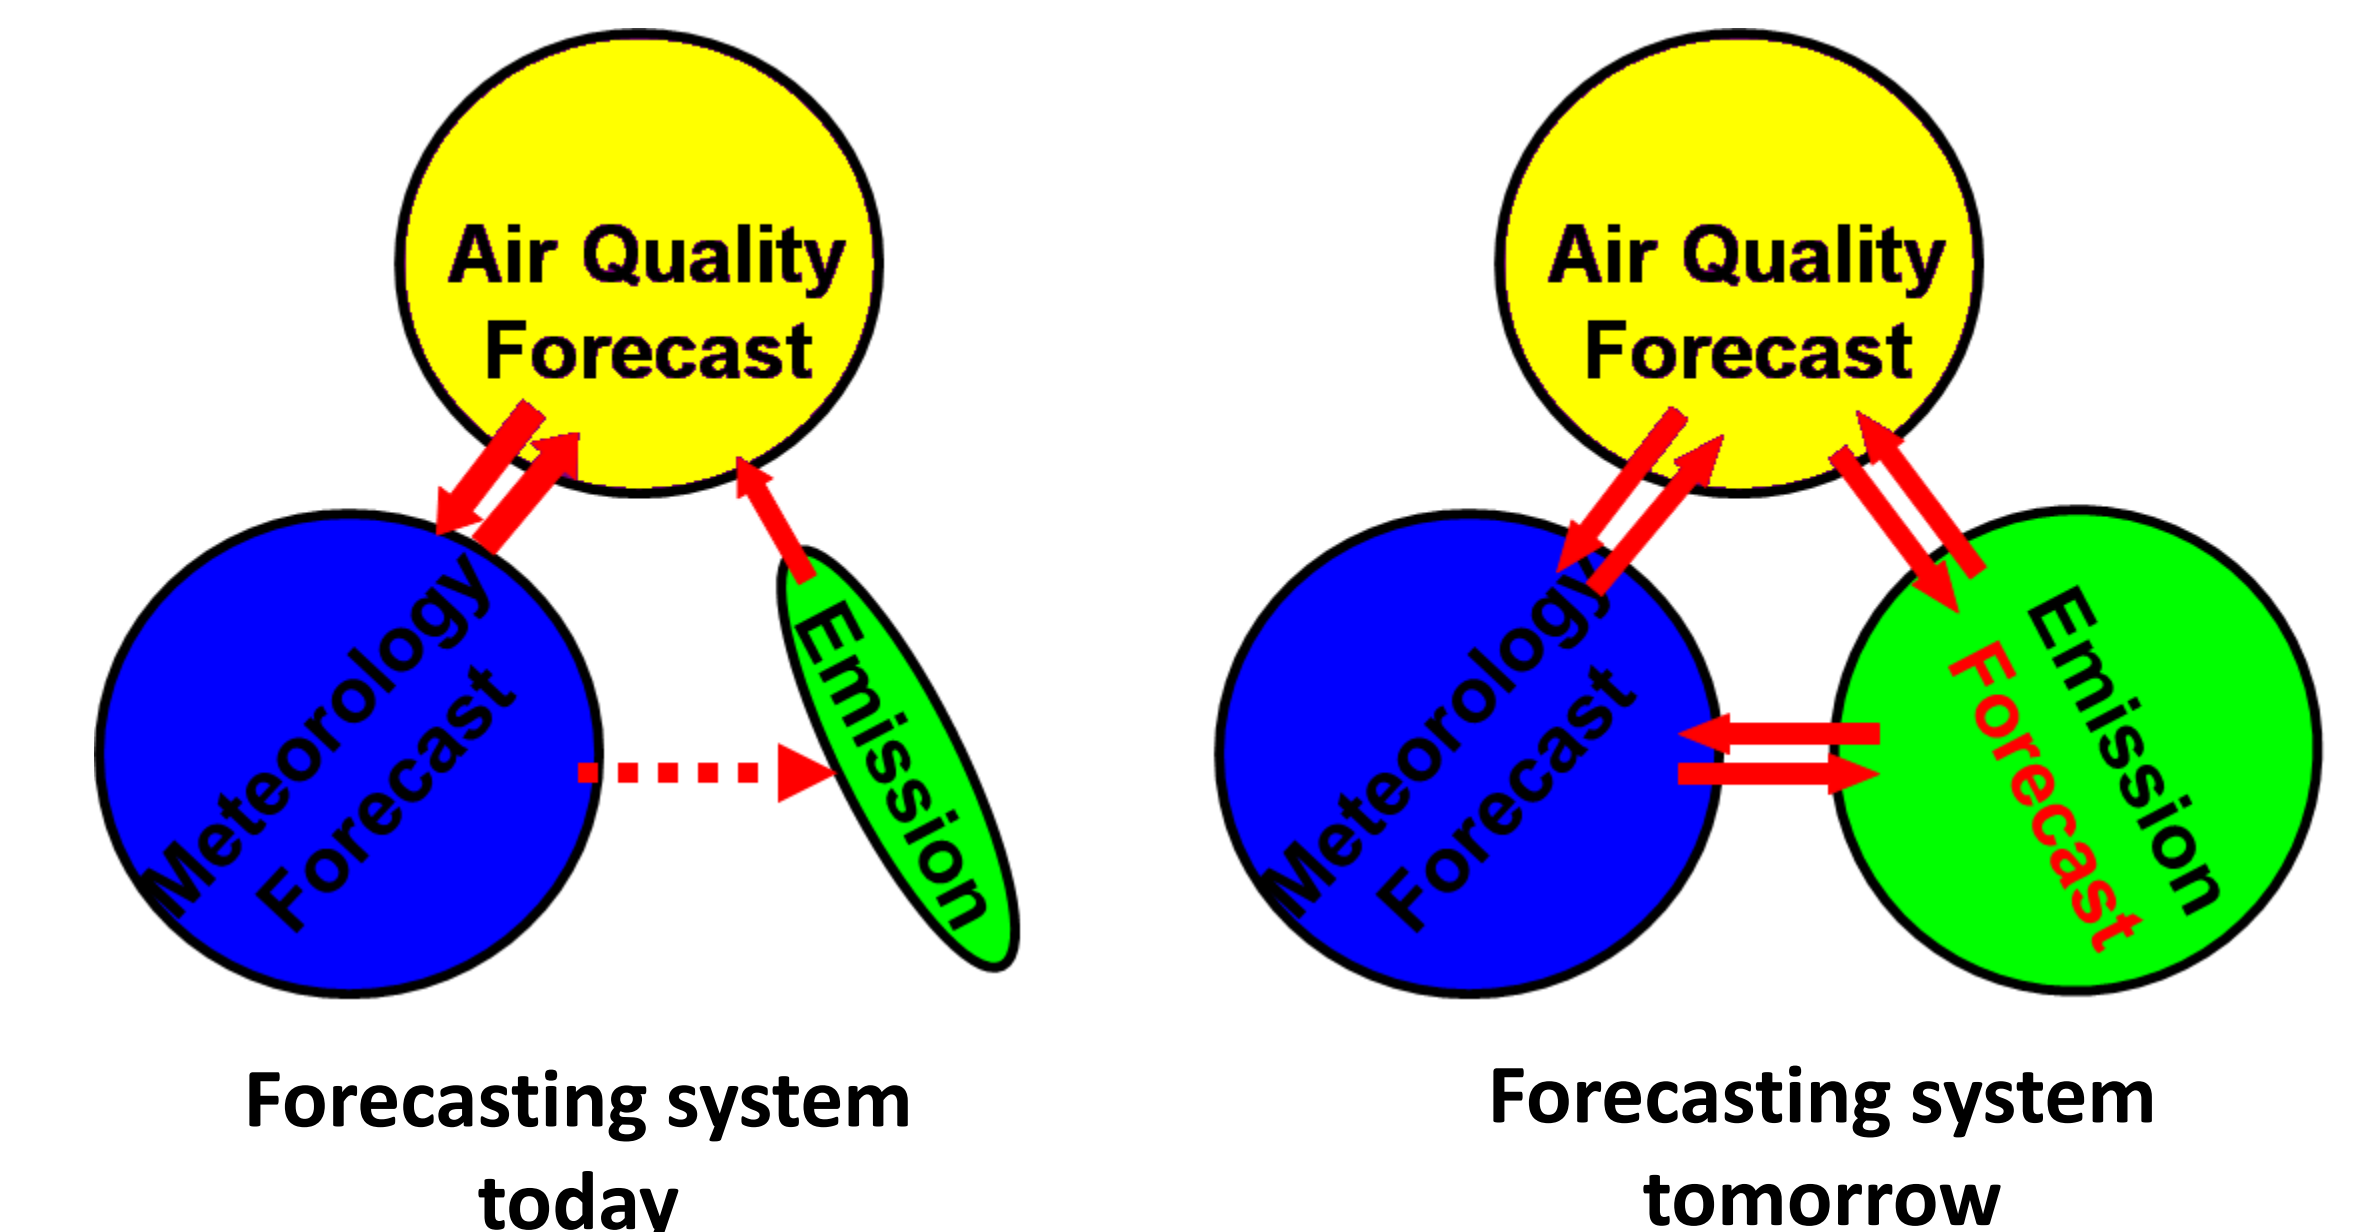 Air Quality
Forecast
Meteorology
Forecast
Emission
Forecasting system
today
Air Quality
Forecast
Meteorology
Forecast
Emission
Forecast
Forecasting system
tomorrow